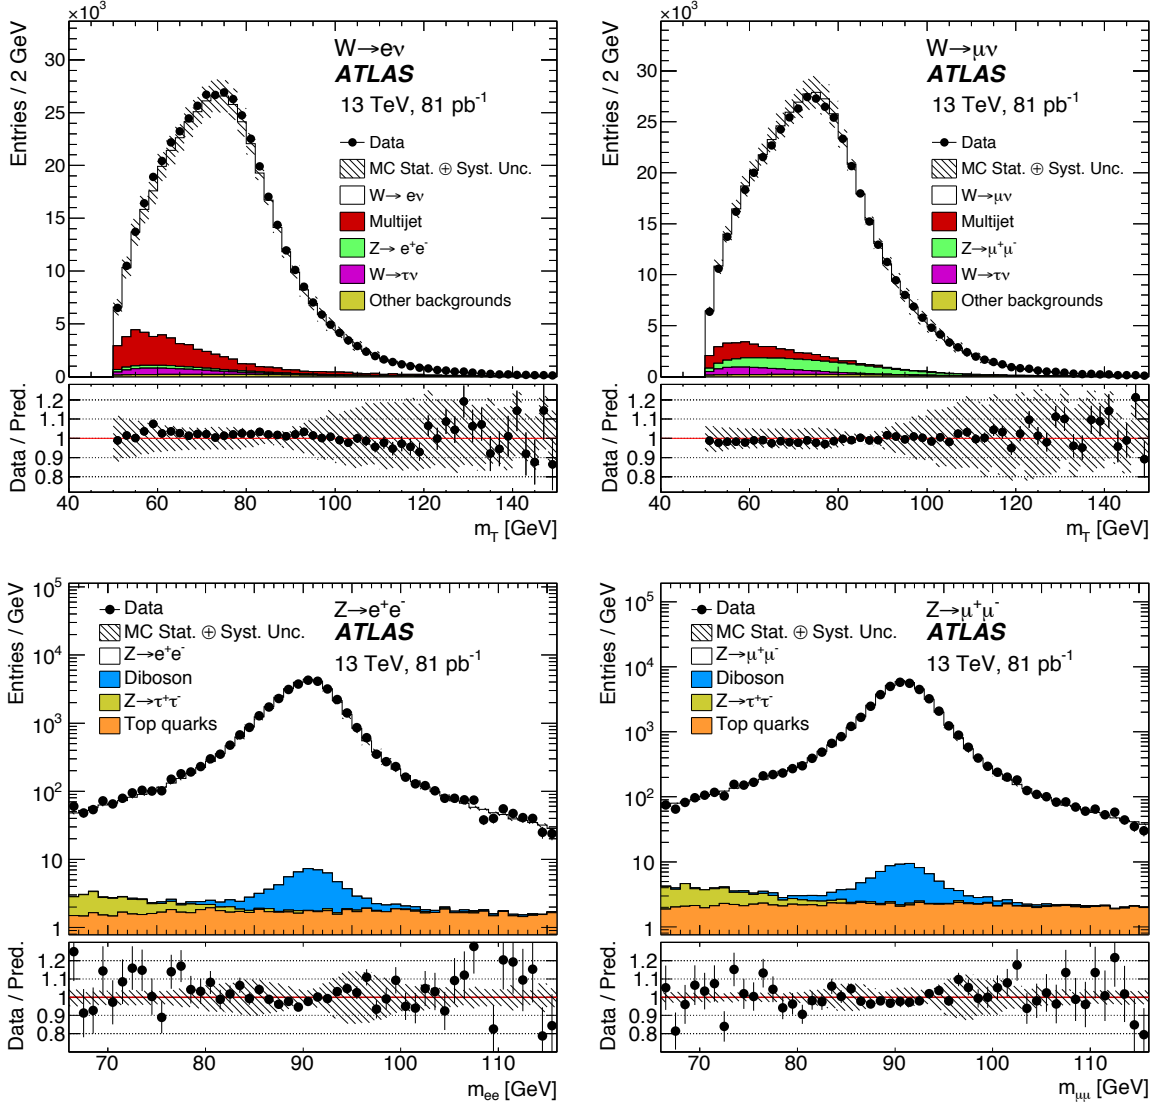 ×10³
Entries / 2 GeV
30
25
20
15
10
5
0
W→eν
ATLAS
13 TeV, 81 pb⁻¹
Data
MC Stat. ⊕ Syst. Unc.
W→ eν
Multijet
Z→ e⁺e⁻
W→τν
Other backgrounds
Data / Pred.
1.2
1.1
1
0.9
0.8
40 60 80 100 120 140
m_T [GeV]
×10³
Entries / 2 GeV
30
25
20
15
10
5
0
W→μν
ATLAS
13 TeV, 81 pb⁻¹
Data
MC Stat. ⊕ Syst. Unc.
W→μν
Multijet
Z→μ⁺μ⁻
W→τν
Other backgrounds
Data / Pred.
1.2
1.1
1
0.9
0.8
40 60 80 100 120 140
m_T [GeV]
Entries / GeV
10⁵
10⁴
10³
10²
10
1
Data
MC Stat. ⊕ Syst. Unc.
Z→e⁺e⁻
Diboson
Z→τ⁺τ⁻
Top quarks
Z→e⁺e⁻
ATLAS
13 TeV, 81 pb⁻¹
Data / Pred.
1.2
1.1
1
0.9
0.8
70 80 90 100 110
m_ee [GeV]
Entries / GeV
10⁵
10⁴
10³
10²
10
1
Data
MC Stat. ⊕ Syst. Unc.
Z→μ⁺μ⁻
Diboson
Z→τ⁺τ⁻
Top quarks
Z→μ⁺μ⁻
ATLAS
13 TeV, 81 pb⁻¹
Data / Pred.
1.2
1.1
1
0.9
0.8
70 80 90 100 110
m_μμ [GeV]